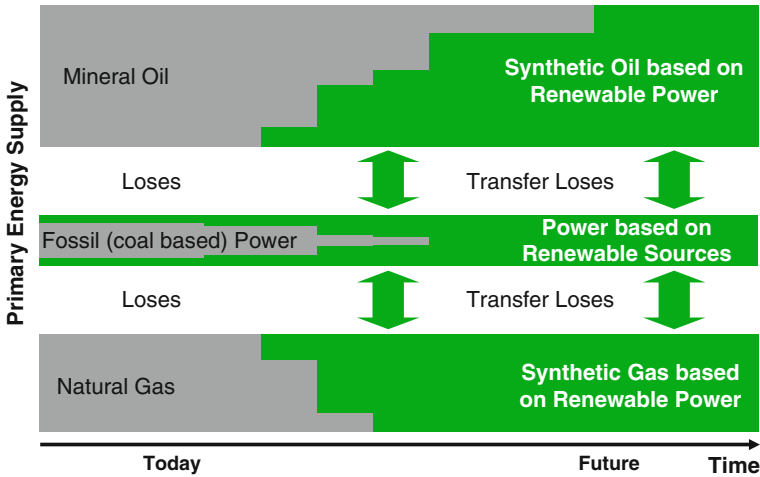 Primary Energy Supply
Mineral Oil
Synthetic Oil based on
Renewable Power
Loses
Transfer Loses
Fossil (coal based) Power
Power based on
Renewable Sources
Loses
Transfer Loses
Natural Gas
Synthetic Gas based
on Renewable Power
Today
Future
Time